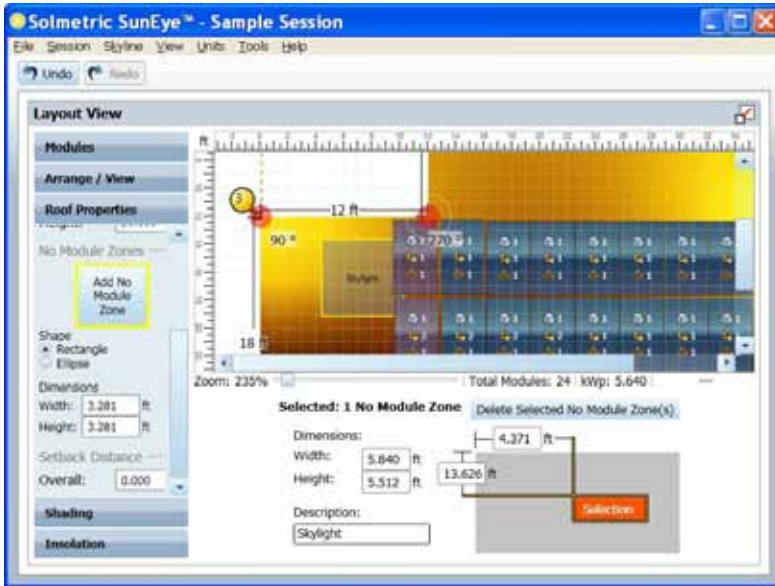 Solmetric SunEye™ - Sample Session
File Session Skyline View Units Tools Help
Undo Redo
Layout View
Modules
Arrange / View
Roof Properties
No Module Zones
Add No
Module
Zone
Shape
Rectangle
Ellipse
Dimensions
Width: 3.281 ft
Height: 3.281 ft
Setback Distance
Overall: 0.000
Shading
Insolation
ft
3
12 ft
90 °
270 °
Skylight
18 ft
Zoom: 235%
Total Modules: 24 kWp: 5.640
Selected: 1 No Module Zone
Delete Selected No Module Zone(s)
Dimensions:
Width: 5.840 ft
Height: 5.512 ft
Description:
Skylight
4.371 ft
13.626 ft
Selection